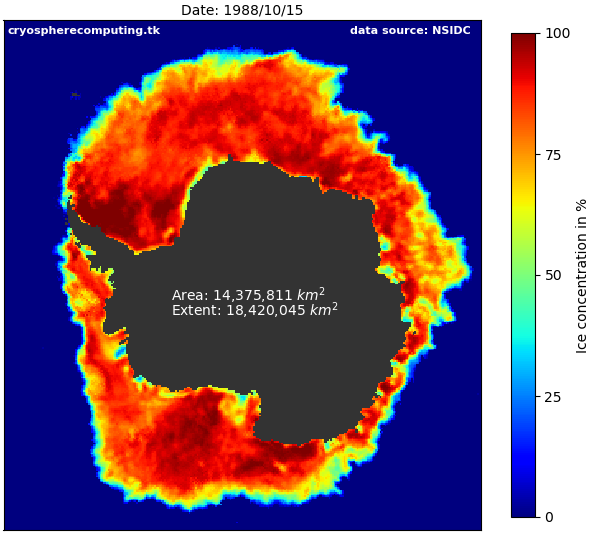 Date: 1988/10/15
cryospherecomputing.tk
data source: NSIDC
100
75
50
25
0
Ice concentration in %
Area: 14,375,811 km²
Extent: 18,420,045 km²